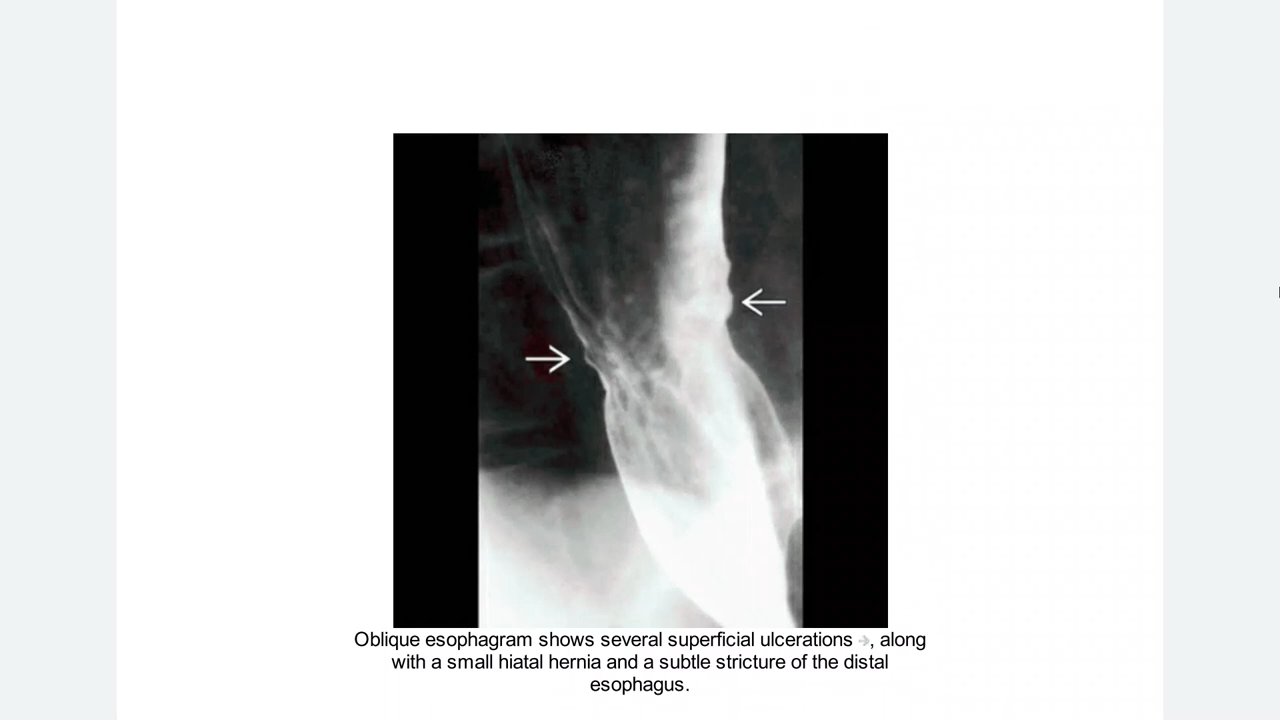 Oblique esophagram shows several superficial ulcerations ➔, along
with a small hiatal hernia and a subtle stricture of the distal
esophagus.